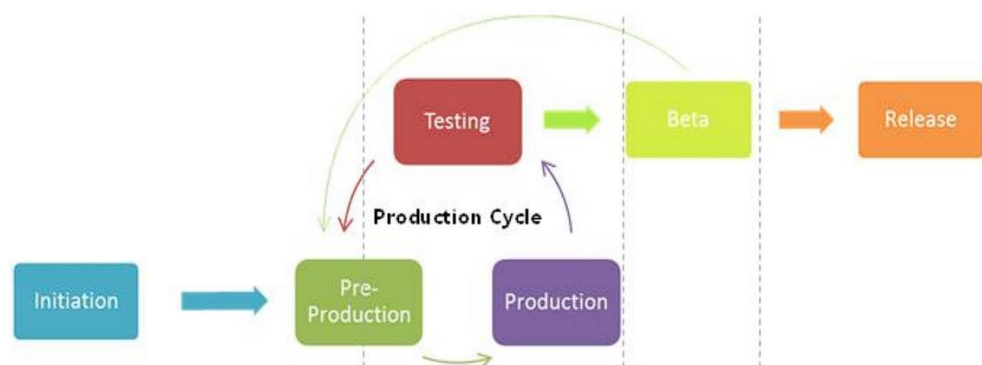 Testing
Beta
Release
Production Cycle
Initiation
Pre-
Production
Production